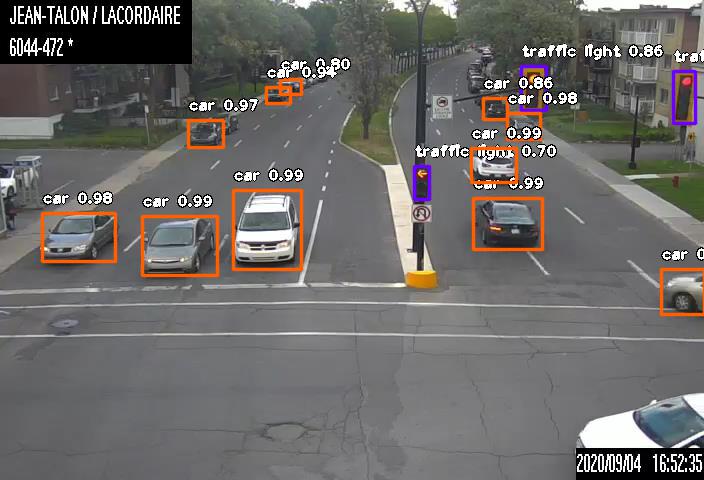 JEAN-TALON / LACORDAIRE
6044-472 *
car 0.80
car 0.94
traffic light 0.86
traf
car 0.86
car 0.97
car 0.98
car 0.99
traffic light 0.70
car 0.99
car 0.99
car 0.98
car 0.99
car 0
2020/09/04 16:52:35